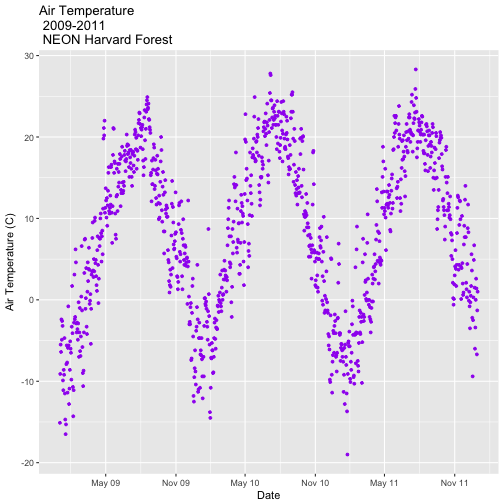 Air Temperature
2009-2011
NEON Harvard Forest
30
20
10
0
-10
-20
Air Temperature (C)
May 09
Nov 09
May 10
Nov 10
May 11
Nov 11
Date